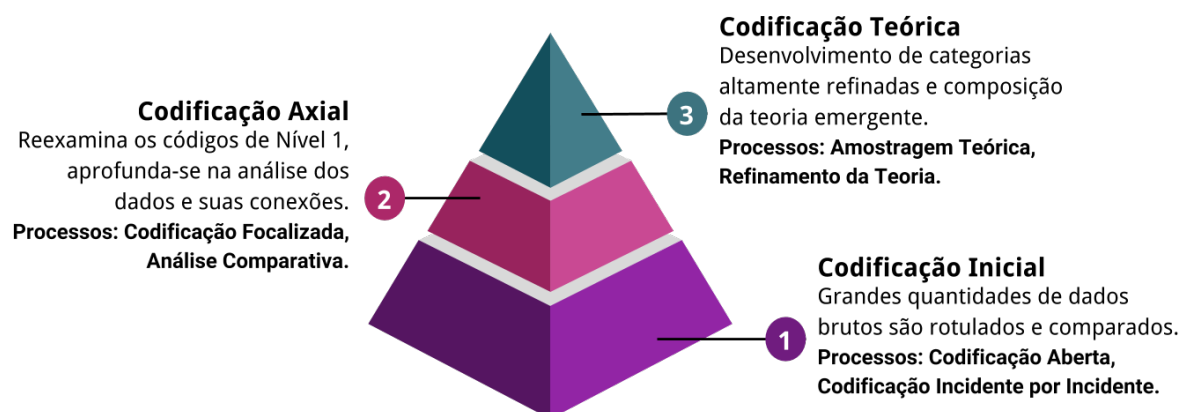 Codificação Teórica
Desenvolvimento de categorias
altamente refinadas e composição
da teoria emergente.
Processos: Amostragem Teórica,
Refinamento da Teoria.
3
Codificação Axial
Reexamina os códigos de Nível 1,
aprofunda-se na análise dos
dados e suas conexões.
Processos: Codificação Focalizada,
Análise Comparativa.
2
Codificação Inicial
Grandes quantidades de dados
brutos são rotulados e comparados.
Processos: Codificação Aberta,
Codificação Incidente por Incidente.
1